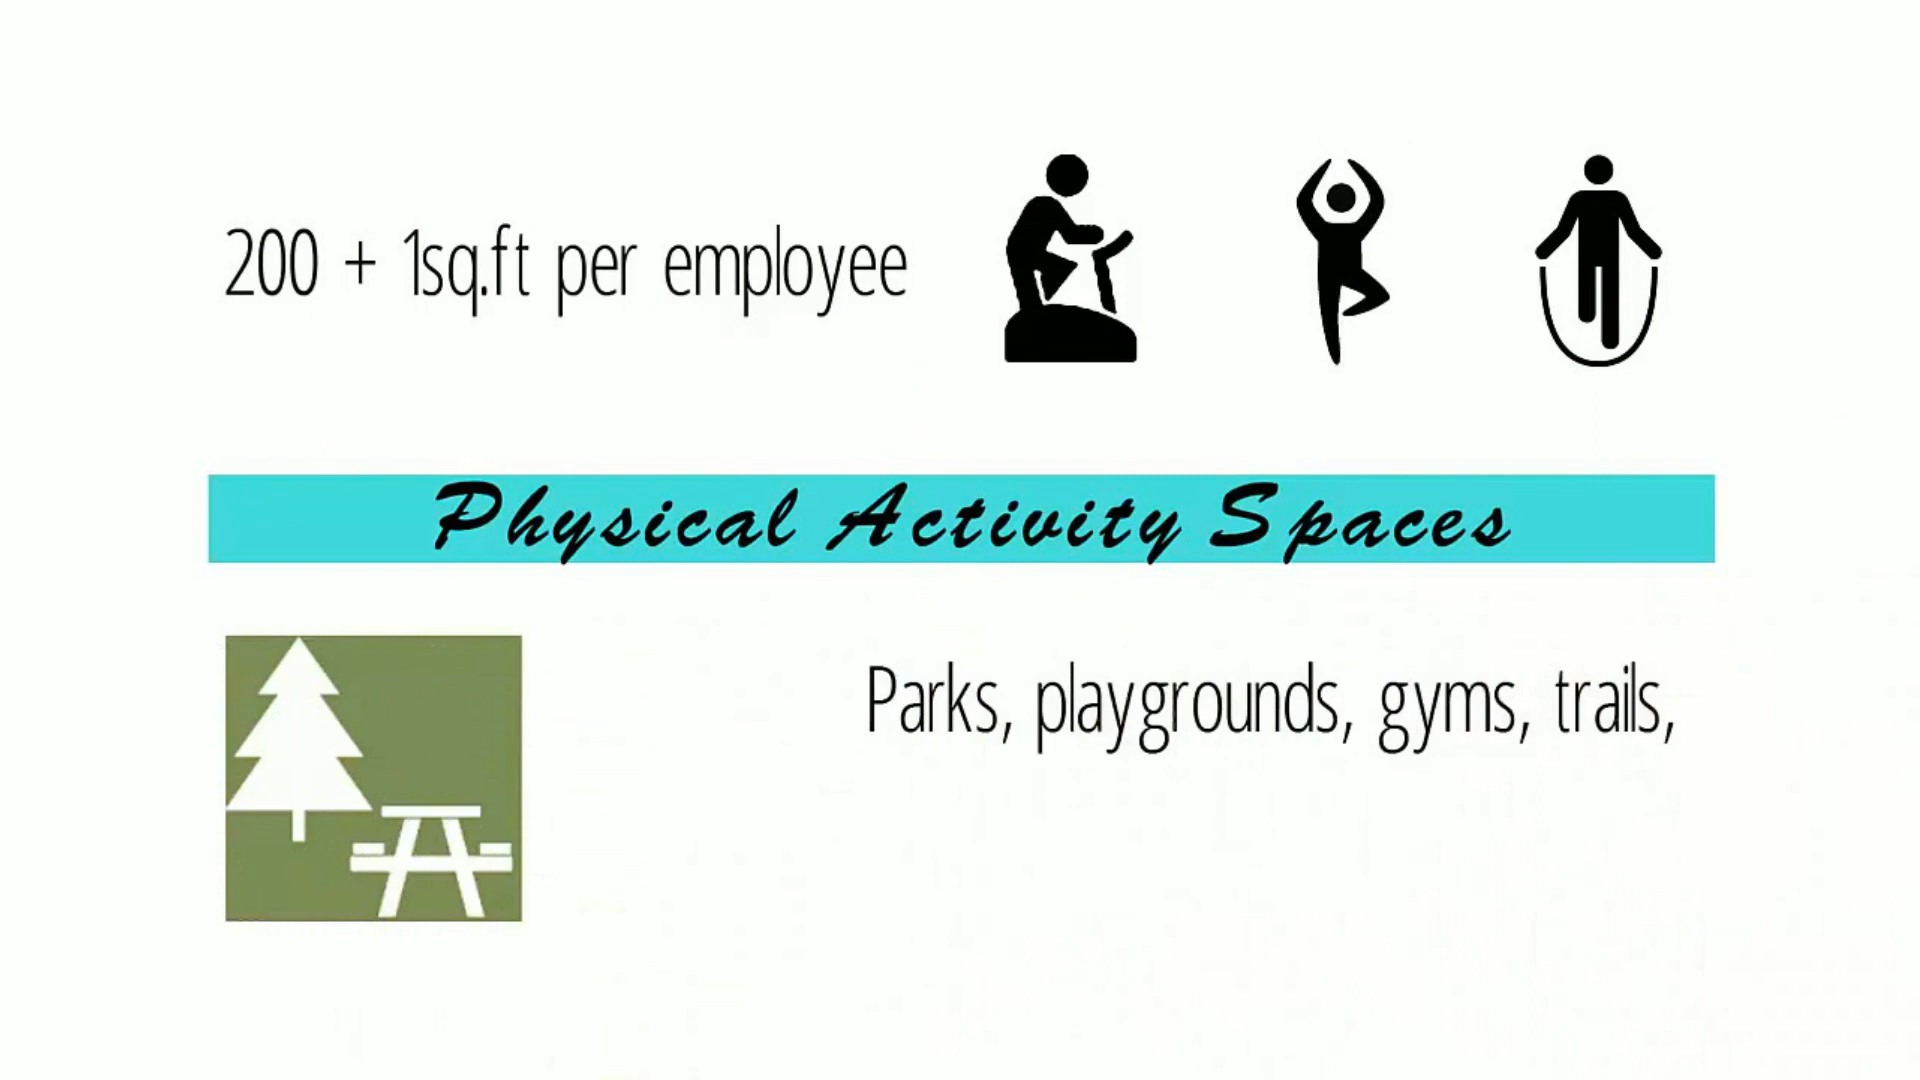 200 + 1sq.ft per employee
Physical Activity Spaces
Parks, playgrounds, gyms, trails,